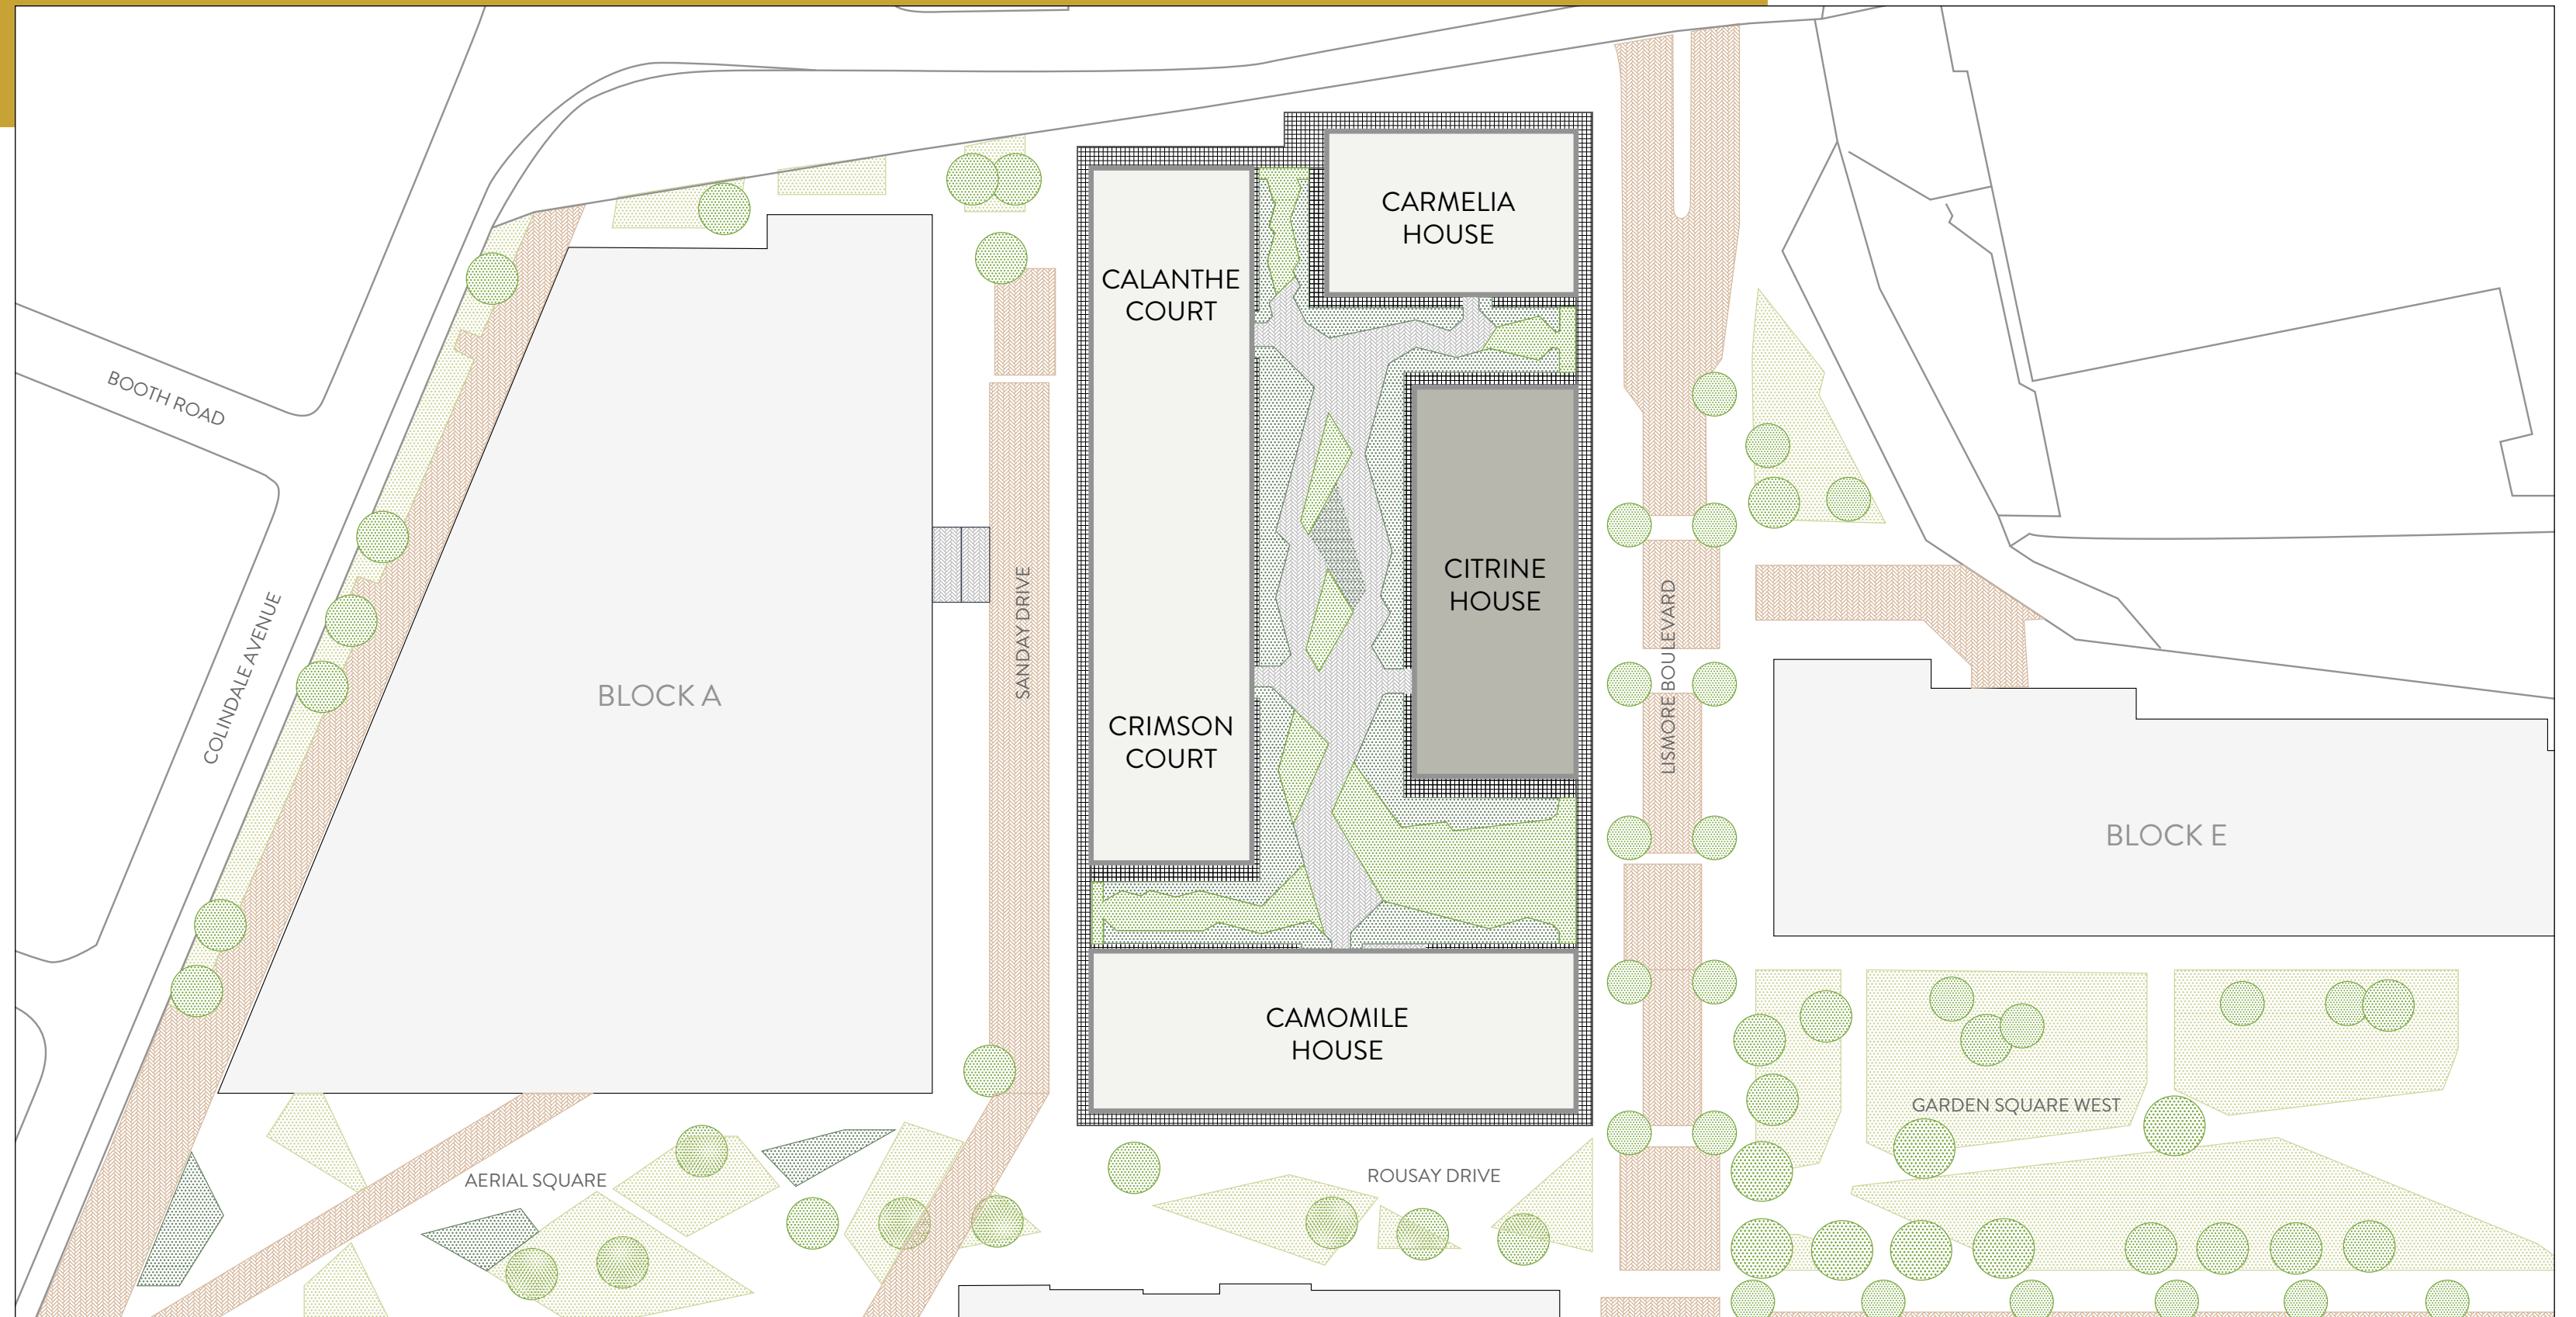 CARMELIA
HOUSE
CALANTHE
COURT
BOOTH ROAD
CITRINE
HOUSE
COLINDALE AVENUE
SANDAY DRIVE
LISMORE BOULEVARD
BLOCK A
CRIMSON
COURT
BLOCK E
CAMOMILE
HOUSE
GARDEN SQUARE WEST
AERIAL SQUARE
ROUSAY DRIVE